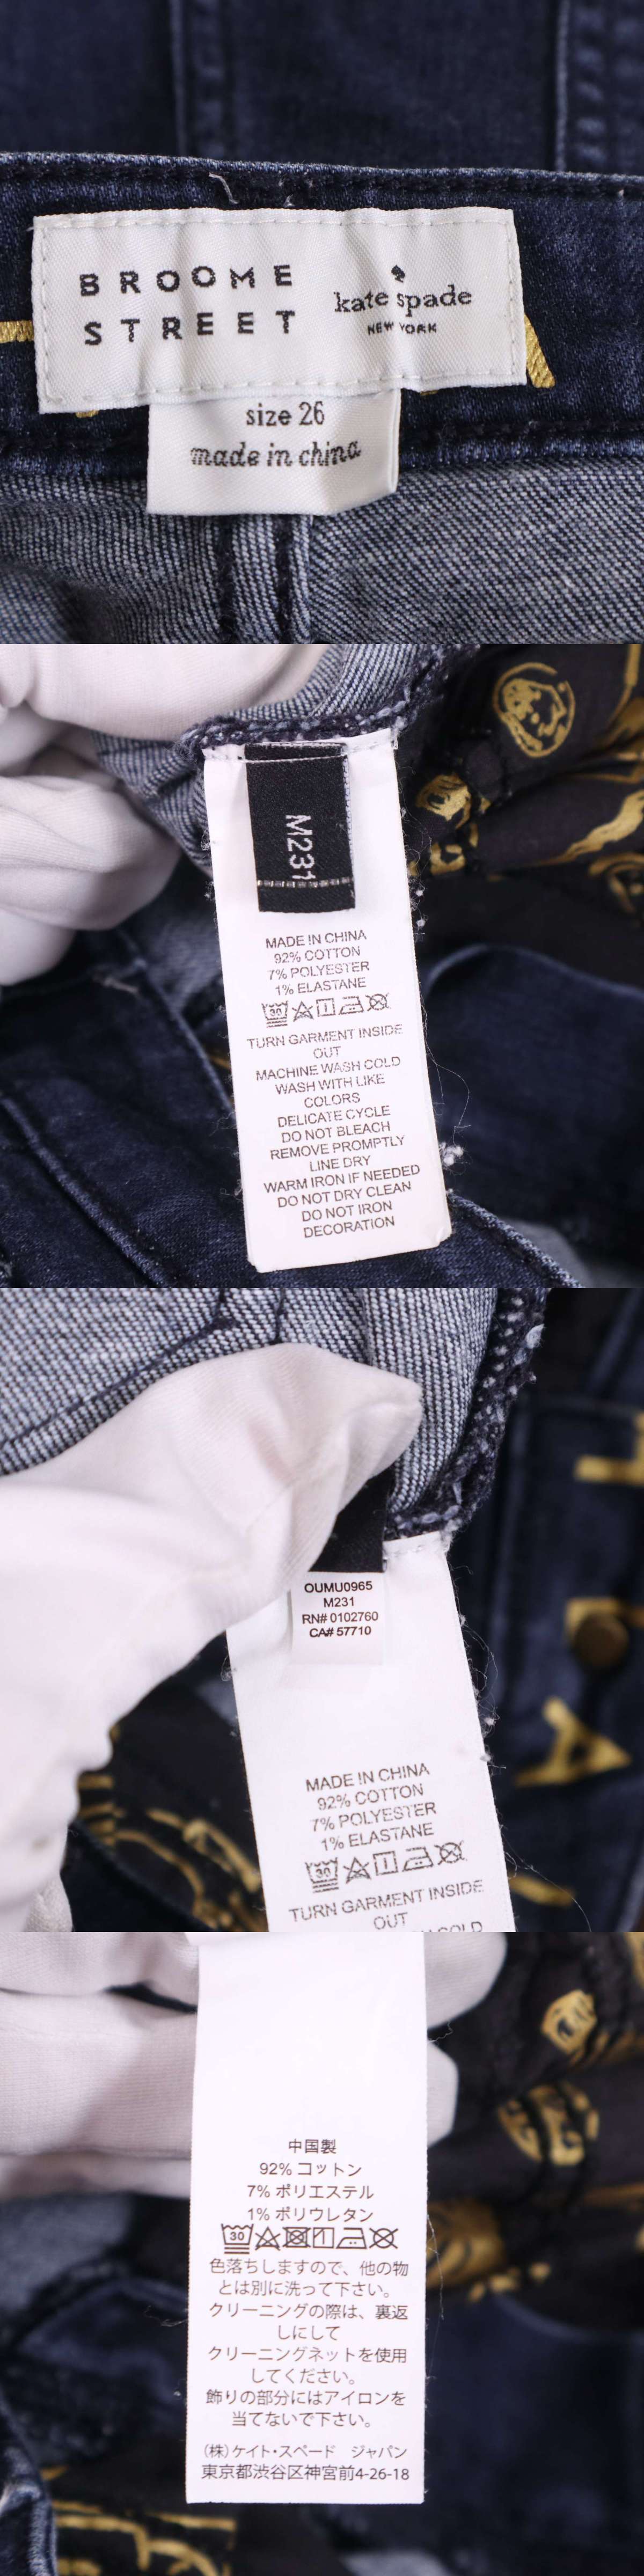 BROOME
STREET
kate spade
NEW YORK
size 26
made in china
M231
MADE IN CHINA
92% COTTON
7% POLYESTER
1% ELASTANE
30
TURN GARMENT INSIDE
OUT
MACHINE WASH COLD
WASH WITH LIKE
COLORS
DELICATE CYCLE
DO NOT BLEACH
REMOVE PROMPTLY
LINE DRY
WARM IRON IF NEEDED
DO NOT DRY CLEAN
DO NOT IRON
DECORATION
OUMU0965
M231
RN# 0102760
CA# 57710
MADE IN CHINA
92% COTTON
7% POLYESTER
1% ELASTANE
30
TURN GARMENT INSIDE
OUT
COLD
A
中国製
92% コットン
7% ポリエステル
1% ポリウレタン
30
色落ちしますので、他の物
とは別に洗って下さい。
クリーニングの際は、裏返
しにして
クリーニングネットを使用
してください。
飾りの部分にはアイロンを
当てないで下さい。
（株）ケイト・スペード ジャパン
東京都渋谷区神宮前4-26-18